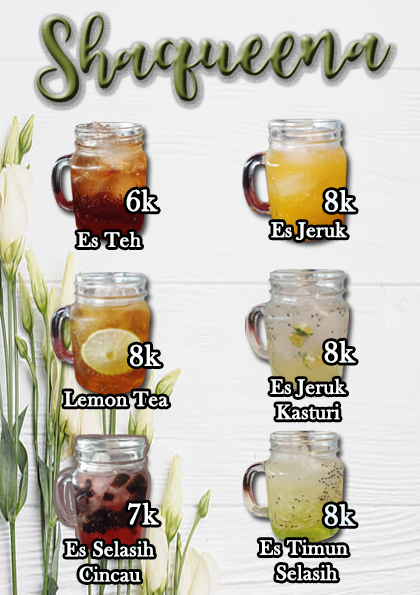 Shaqueena
6k
Es Teh
8k
Es Jeruk
8k
Lemon Tea
8k
Es Jeruk
Kasturi
7k
Es Selasih
Cincau
8k
Es Timun
Selasih